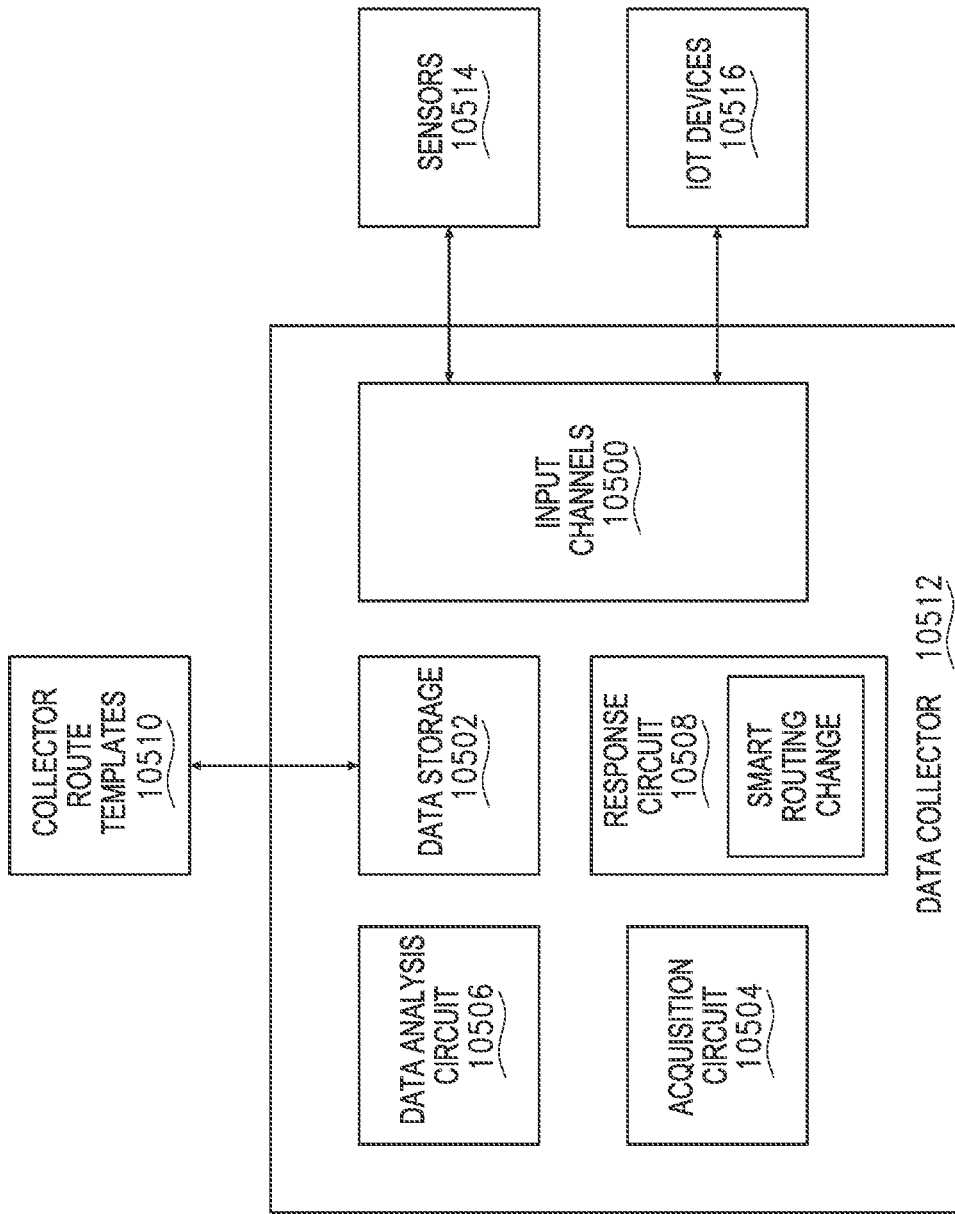 COLLECTOR
ROUTE
TEMPLATES
10510
DATA ANALYSIS
CIRCUIT
10506
DATA STORAGE
10502
INPUT
CHANNELS
10500
SENSORS
10514
ACQUISITION
CIRCUIT
10504
RESPONSE
CIRCUIT
10508
SMART
ROUTING
CHANGE
IOT DEVICES
10516
DATA COLLECTOR 10512